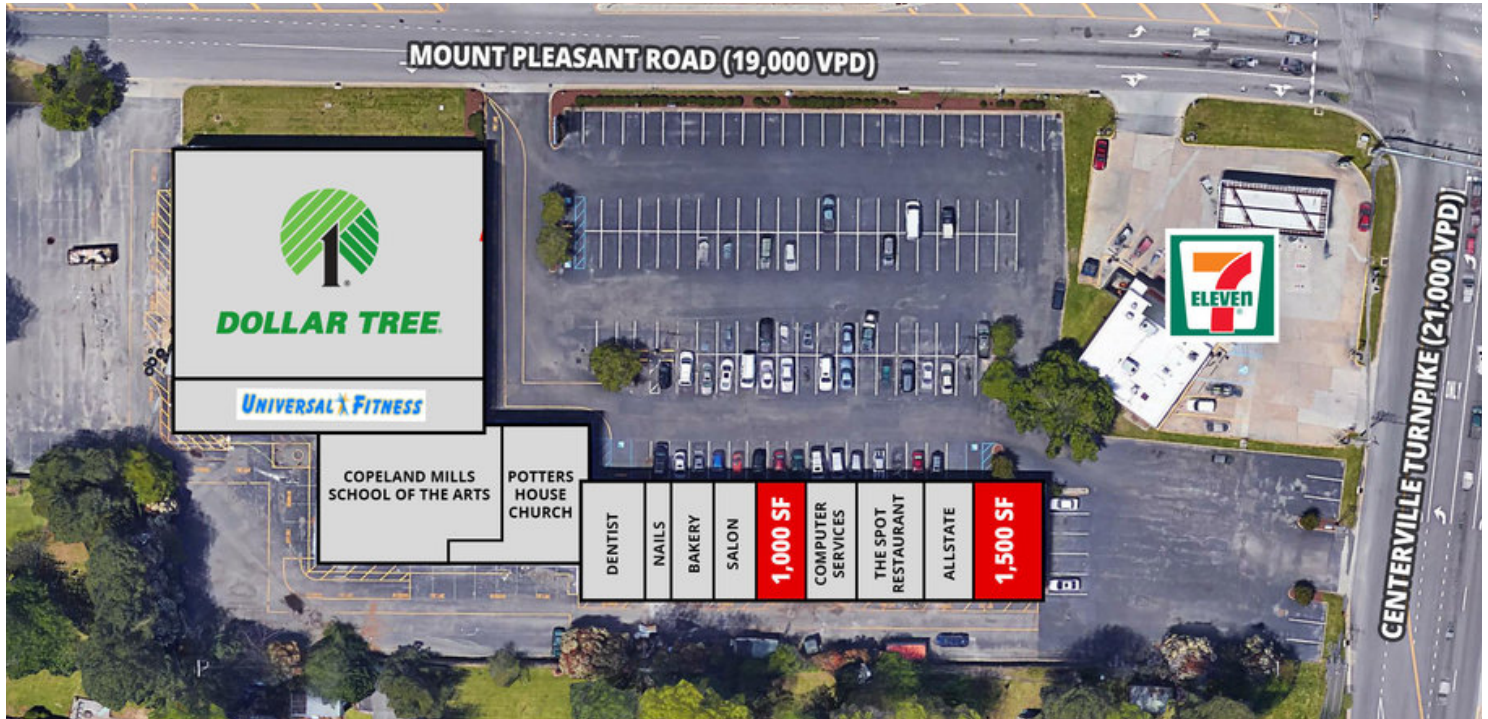 MOUNT PLEASANT ROAD (19,000 VPD)
1
DOLLAR TREE
UNIVERSAL FITNESS
COPELAND MILLS
SCHOOL OF THE ARTS
POTTERS
HOUSE
CHURCH
DENTIST
NAILS
BAKERY
SALON
1,000 SF
COMPUTER
SERVICES
THE SPOT
RESTAURANT
ALLSTATE
1,500 SF
7
ELEVEN
CENTERVILLE TURNPIKE (21,000 VPD)]